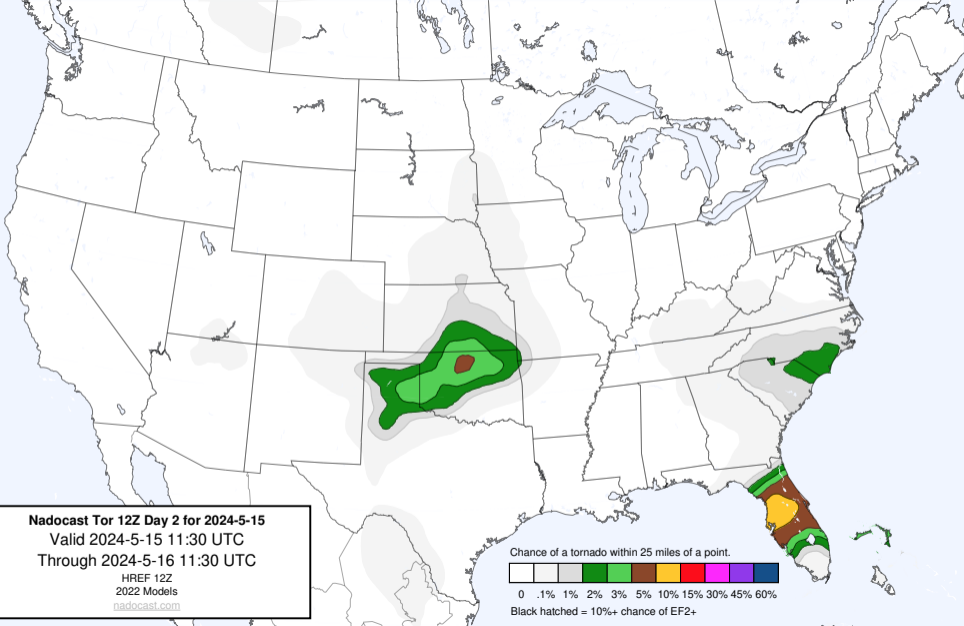 Nadocast Tor 12Z Day 2 for 2024-5-15
Valid 2024-5-15 11:30 UTC
Through 2024-5-16 11:30 UTC
HREF 12Z
2022 Models
nadocast.com
Chance of a tornado within 25 miles of a point.
0 .1% 1% 2% 3% 5% 10% 15% 30% 45% 60%
Black hatched = 10%+ chance of EF2+